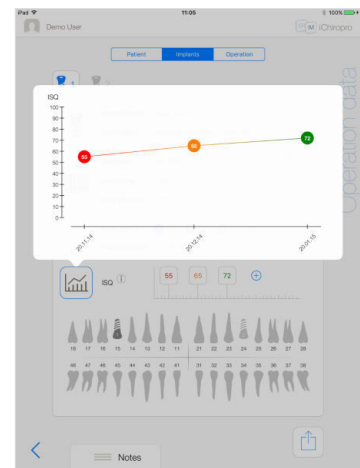 iPad 11:05 100%
Demo User iChiropro
Patient Implants Operation
1
Operation data
ISQ
100
90
80
70
60
50
40
30
20
10
0
55 65 72
20.11.14 20.12.14 20.01.15
ISQ i 55 65 72
18 17 16 15 14 13 12 11 21 22 23 24 25 26 27 28
48 47 46 45 44 43 42 41 31 32 33 34 35 36 37 38
Notes